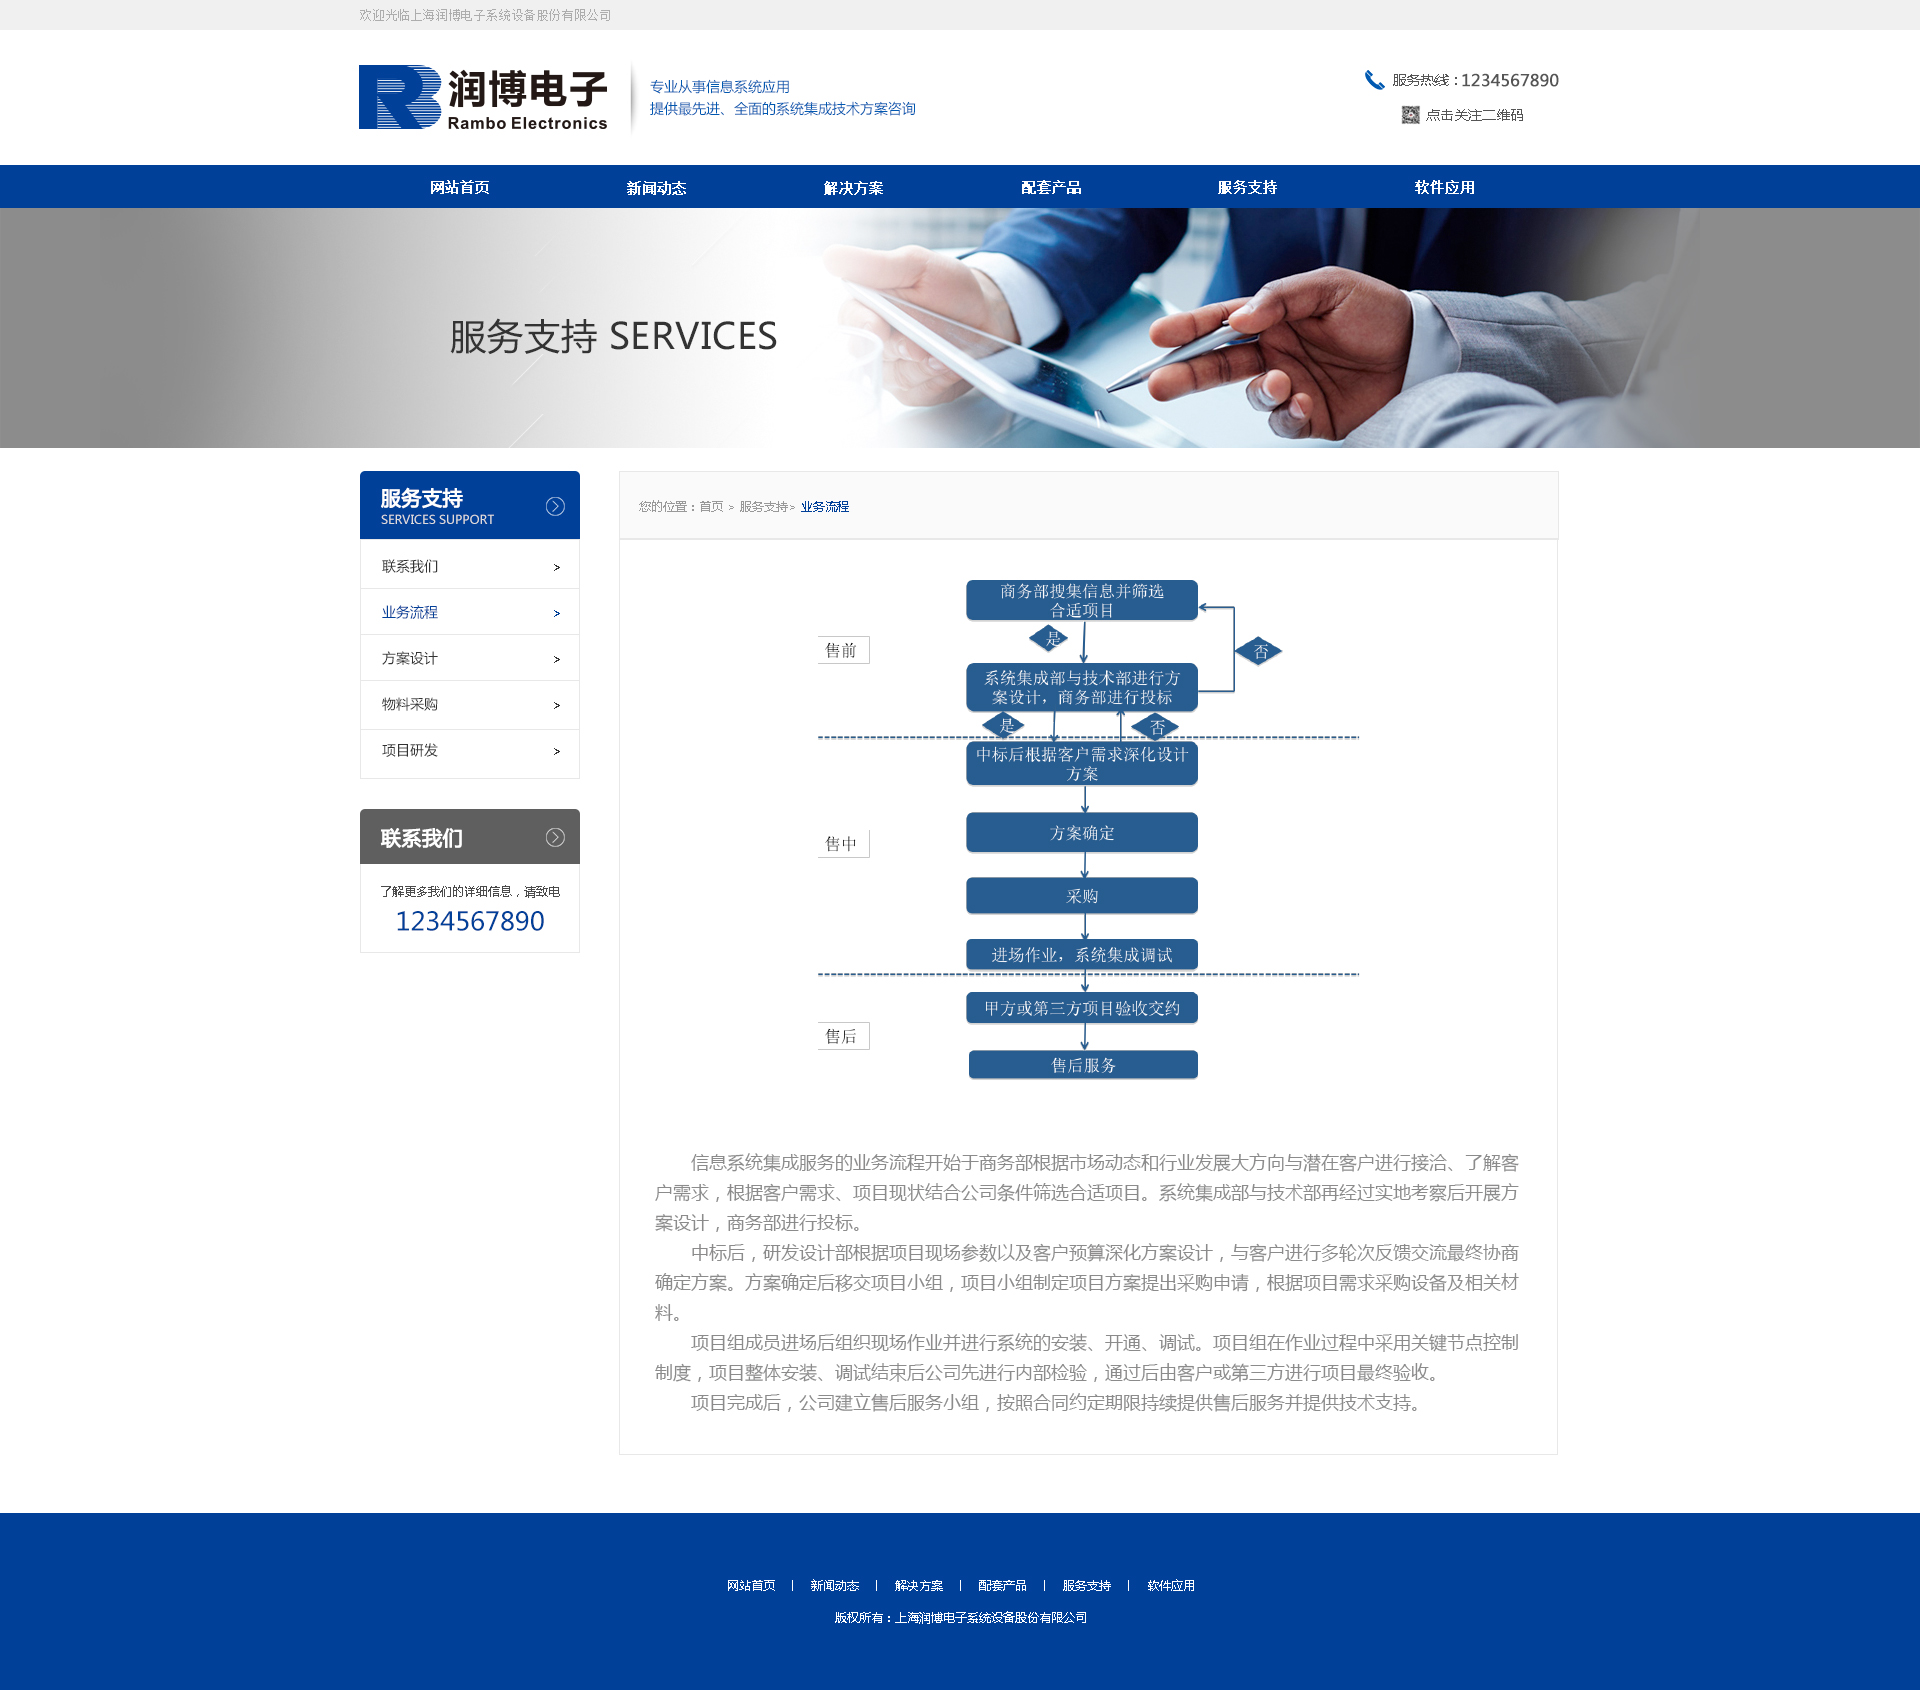 欢迎光临上海润博电子系统设备股份有限公司
润博电子
Rambo Electronics
专业从事信息系统应用
提供最先进、全面的系统集成技术方案咨询
服务热线：1234567890
点击关注二维码
网站首页 新闻动态 解决方案 配套产品 服务支持 软件应用
服务支持 SERVICES
服务支持
SERVICES SUPPORT
联系我们 >
业务流程 >
方案设计 >
物料采购 >
项目研发 >
联系我们
了解更多我们的详细信息，请致电
1234567890
您的位置：首页 > 服务支持> 业务流程
商务部搜集信息并筛选
合适项目
是
售前
否
系统集成部与技术部进行方
案设计，商务部进行投标
是
否
中标后根据客户需求深化设计
方案
方案确定
售中
采购
进场作业，系统集成调试
甲方或第三方项目验收交约
售后
售后服务
信息系统集成服务的业务流程开始于商务部根据市场动态和行业发展大方向与潜在客户进行接洽、了解客
户需求，根据客户需求、项目现状结合公司条件筛选合适项目。系统集成部与技术部再经过实地考察后开展方
案设计，商务部进行投标。
中标后，研发设计部根据项目现场参数以及客户预算深化方案设计，与客户进行多轮次反馈交流最终协商
确定方案。方案确定后移交项目小组，项目小组制定项目方案提出采购申请，根据项目需求采购设备及相关材
料。
项目组成员进场后组织现场作业并进行系统的安装、开通、调试。项目组在作业过程中采用关键节点控制
制度，项目整体安装、调试结束后公司先进行内部检验，通过后由客户或第三方进行项目最终验收。
项目完成后，公司建立售后服务小组，按照合同约定期限持续提供售后服务并提供技术支持。
网站首页 | 新闻动态 | 解决方案 | 配套产品 | 服务支持 | 软件应用
版权所有：上海润博电子系统设备股份有限公司